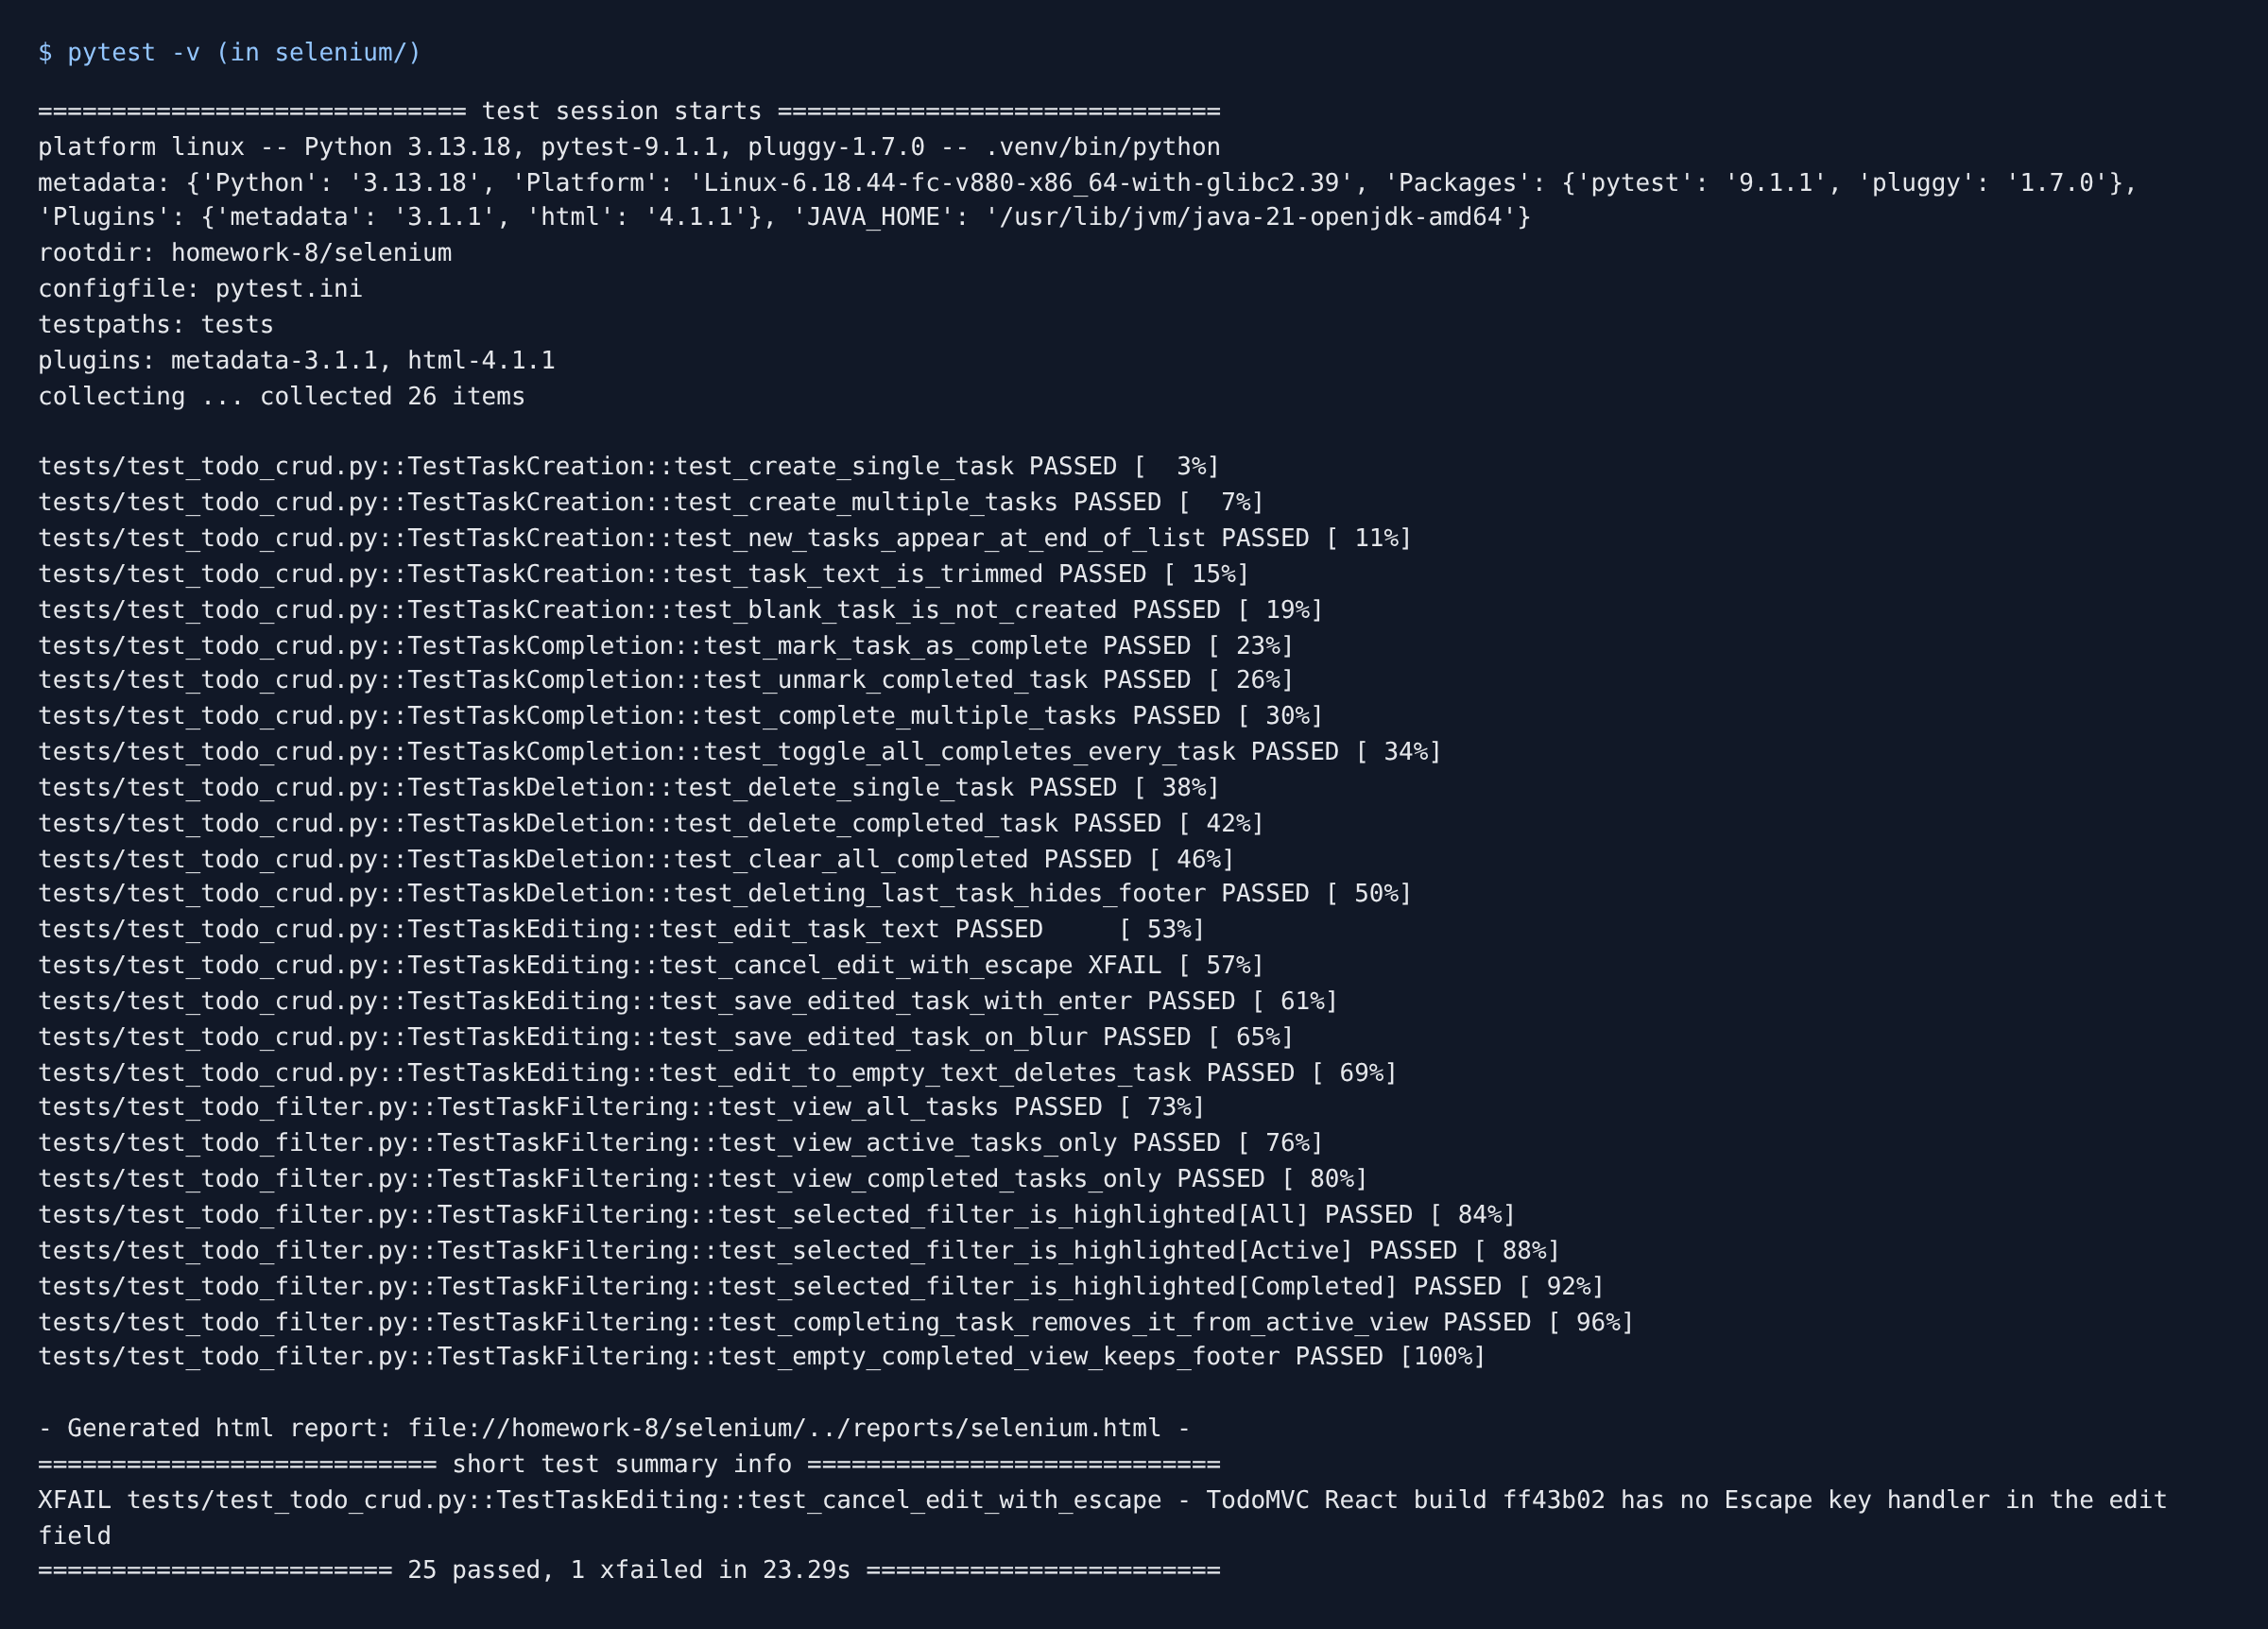 $ pytest -v (in selenium/)
============================= test session starts ==============================
platform linux -- Python 3.13.18, pytest-9.1.1, pluggy-1.7.0 -- .venv/bin/python
metadata: {'Python': '3.13.18', 'Platform': 'Linux-6.18.44-fc-v880-x86_64-with-glibc2.39', 'Packages': {'pytest': '9.1.1', 'pluggy': '1.7.0'},
'Plugins': {'metadata': '3.1.1', 'html': '4.1.1'}, 'JAVA_HOME': '/usr/lib/jvm/java-21-openjdk-amd64'}
rootdir: homework-8/selenium
configfile: pytest.ini
testpaths: tests
plugins: metadata-3.1.1, html-4.1.1
collecting ... collected 26 items
tests/test_todo_crud.py::TestTaskCreation::test_create_single_task PASSED [  3%]
tests/test_todo_crud.py::TestTaskCreation::test_create_multiple_tasks PASSED [  7%]
tests/test_todo_crud.py::TestTaskCreation::test_new_tasks_appear_at_end_of_list PASSED [ 11%]
tests/test_todo_crud.py::TestTaskCreation::test_task_text_is_trimmed PASSED [ 15%]
tests/test_todo_crud.py::TestTaskCreation::test_blank_task_is_not_created PASSED [ 19%]
tests/test_todo_crud.py::TestTaskCompletion::test_mark_task_as_complete PASSED [ 23%]
tests/test_todo_crud.py::TestTaskCompletion::test_unmark_completed_task PASSED [ 26%]
tests/test_todo_crud.py::TestTaskCompletion::test_complete_multiple_tasks PASSED [ 30%]
tests/test_todo_crud.py::TestTaskCompletion::test_toggle_all_completes_every_task PASSED [ 34%]
tests/test_todo_crud.py::TestTaskDeletion::test_delete_single_task PASSED [ 38%]
tests/test_todo_crud.py::TestTaskDeletion::test_delete_completed_task PASSED [ 42%]
tests/test_todo_crud.py::TestTaskDeletion::test_clear_all_completed PASSED [ 46%]
tests/test_todo_crud.py::TestTaskDeletion::test_deleting_last_task_hides_footer PASSED [ 50%]
tests/test_todo_crud.py::TestTaskEditing::test_edit_task_text PASSED     [ 53%]
tests/test_todo_crud.py::TestTaskEditing::test_cancel_edit_with_escape XFAIL [ 57%]
tests/test_todo_crud.py::TestTaskEditing::test_save_edited_task_with_enter PASSED [ 61%]
tests/test_todo_crud.py::TestTaskEditing::test_save_edited_task_on_blur PASSED [ 65%]
tests/test_todo_crud.py::TestTaskEditing::test_edit_to_empty_text_deletes_task PASSED [ 69%]
tests/test_todo_filter.py::TestTaskFiltering::test_view_all_tasks PASSED [ 73%]
tests/test_todo_filter.py::TestTaskFiltering::test_view_active_tasks_only PASSED [ 76%]
tests/test_todo_filter.py::TestTaskFiltering::test_view_completed_tasks_only PASSED [ 80%]
tests/test_todo_filter.py::TestTaskFiltering::test_selected_filter_is_highlighted[All] PASSED [ 84%]
tests/test_todo_filter.py::TestTaskFiltering::test_selected_filter_is_highlighted[Active] PASSED [ 88%]
tests/test_todo_filter.py::TestTaskFiltering::test_selected_filter_is_highlighted[Completed] PASSED [ 92%]
tests/test_todo_filter.py::TestTaskFiltering::test_completing_task_removes_it_from_active_view PASSED [ 96%]
tests/test_todo_filter.py::TestTaskFiltering::test_empty_completed_view_keeps_footer PASSED [100%]
- Generated html report: file://homework-8/selenium/../reports/selenium.html -
=========================== short test summary info ============================
XFAIL tests/test_todo_crud.py::TestTaskEditing::test_cancel_edit_with_escape - TodoMVC React build ff43b02 has no Escape key handler in the edit
field
======================== 25 passed, 1 xfailed in 23.29s ========================